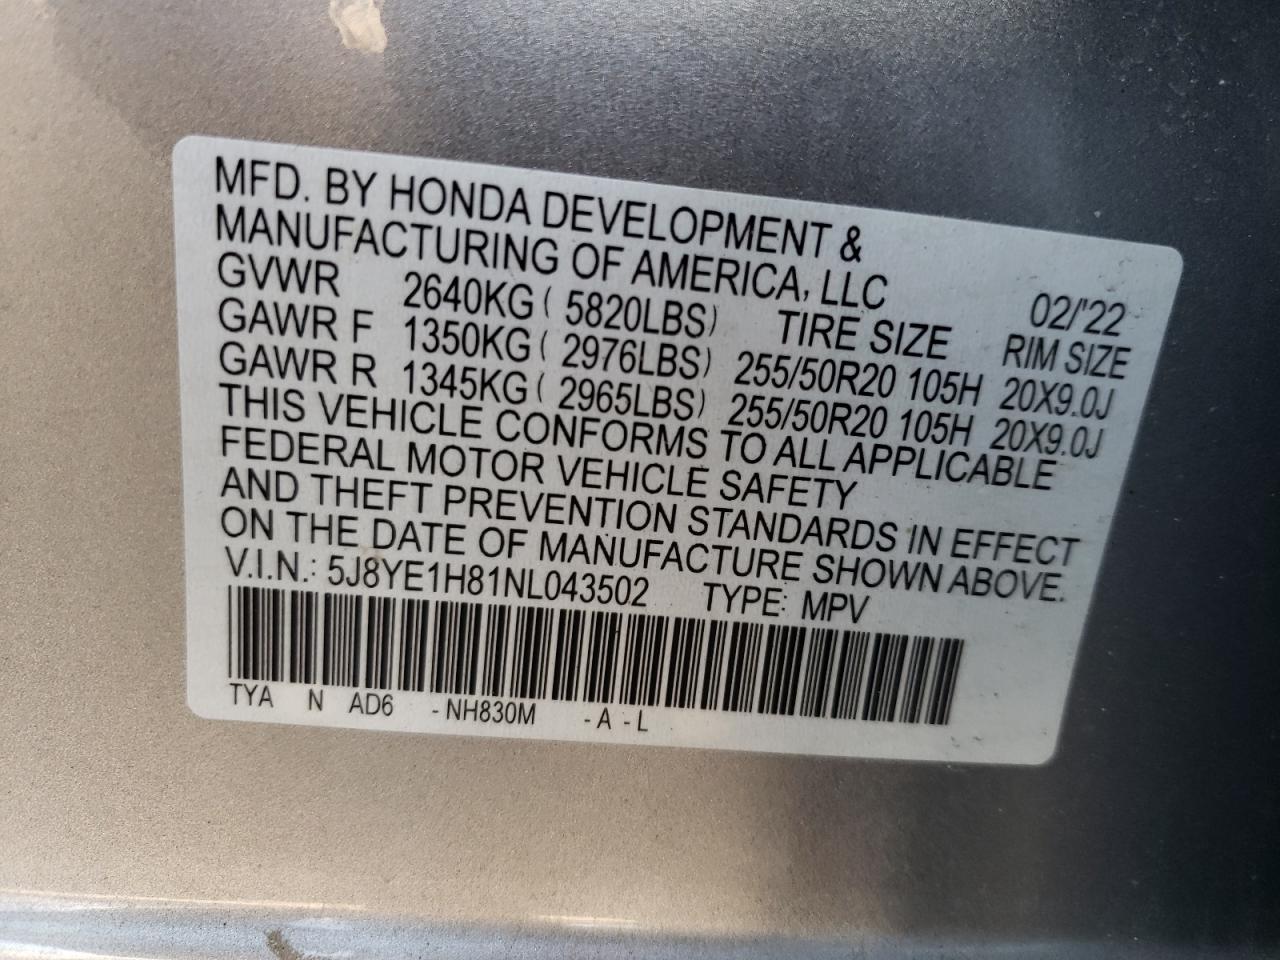 MFD. BY HONDA DEVELOPMENT &
MANUFACTURING OF AMERICA, LLC 02/'22
GVWR 2640KG ( 5820LBS) TIRE SIZE RIM SIZE
GAWR F 1350KG ( 2976LBS) 255/50R20 105H 20X9.0J
GAWR R 1345KG ( 2965LBS) 255/50R20 105H 20X9.0J
THIS VEHICLE CONFORMS TO ALL APPLICABLE
FEDERAL MOTOR VEHICLE SAFETY
AND THEFT PREVENTION STANDARDS IN EFFECT
ON THE DATE OF MANUFACTURE SHOWN ABOVE.
V.I.N.: 5J8YE1H81NL043502 TYPE: MPV
TYA N AD6 - NH830M - A - L